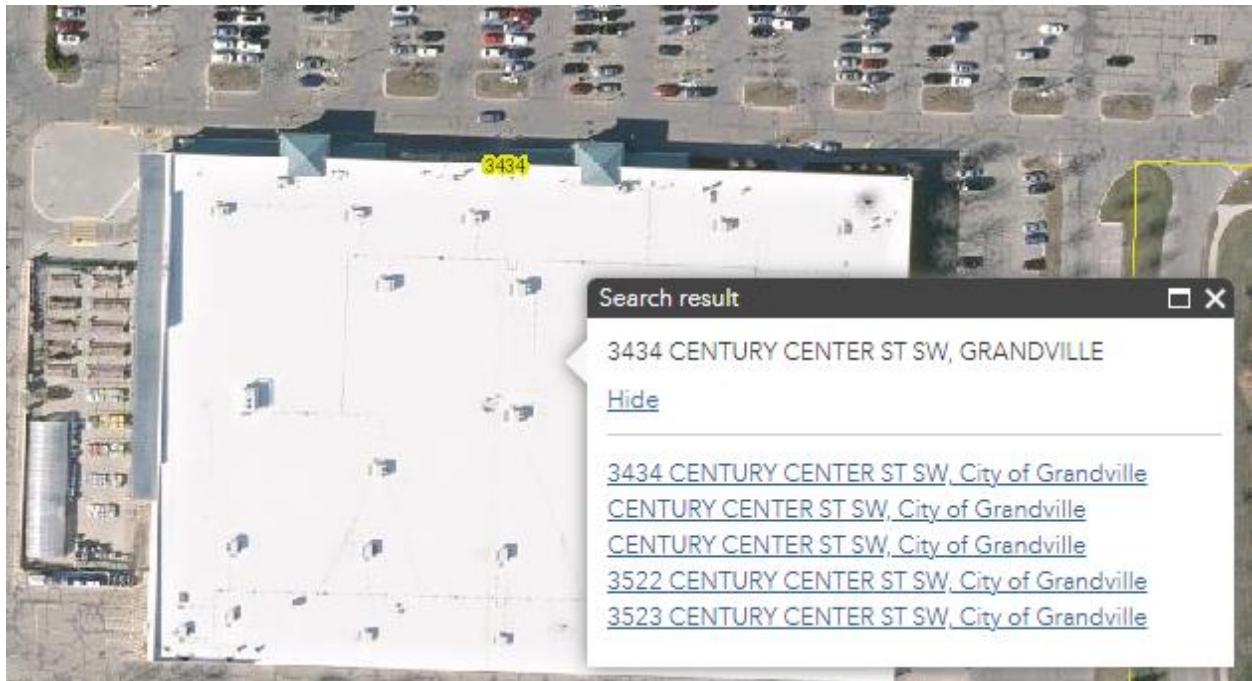 3434
Search result
3434 CENTURY CENTER ST SW, GRANDVILLE
Hide
3434 CENTURY CENTER ST SW, City of Grandville
CENTURY CENTER ST SW, City of Grandville
CENTURY CENTER ST SW, City of Grandville
3522 CENTURY CENTER ST SW, City of Grandville
3523 CENTURY CENTER ST SW, City of Grandville